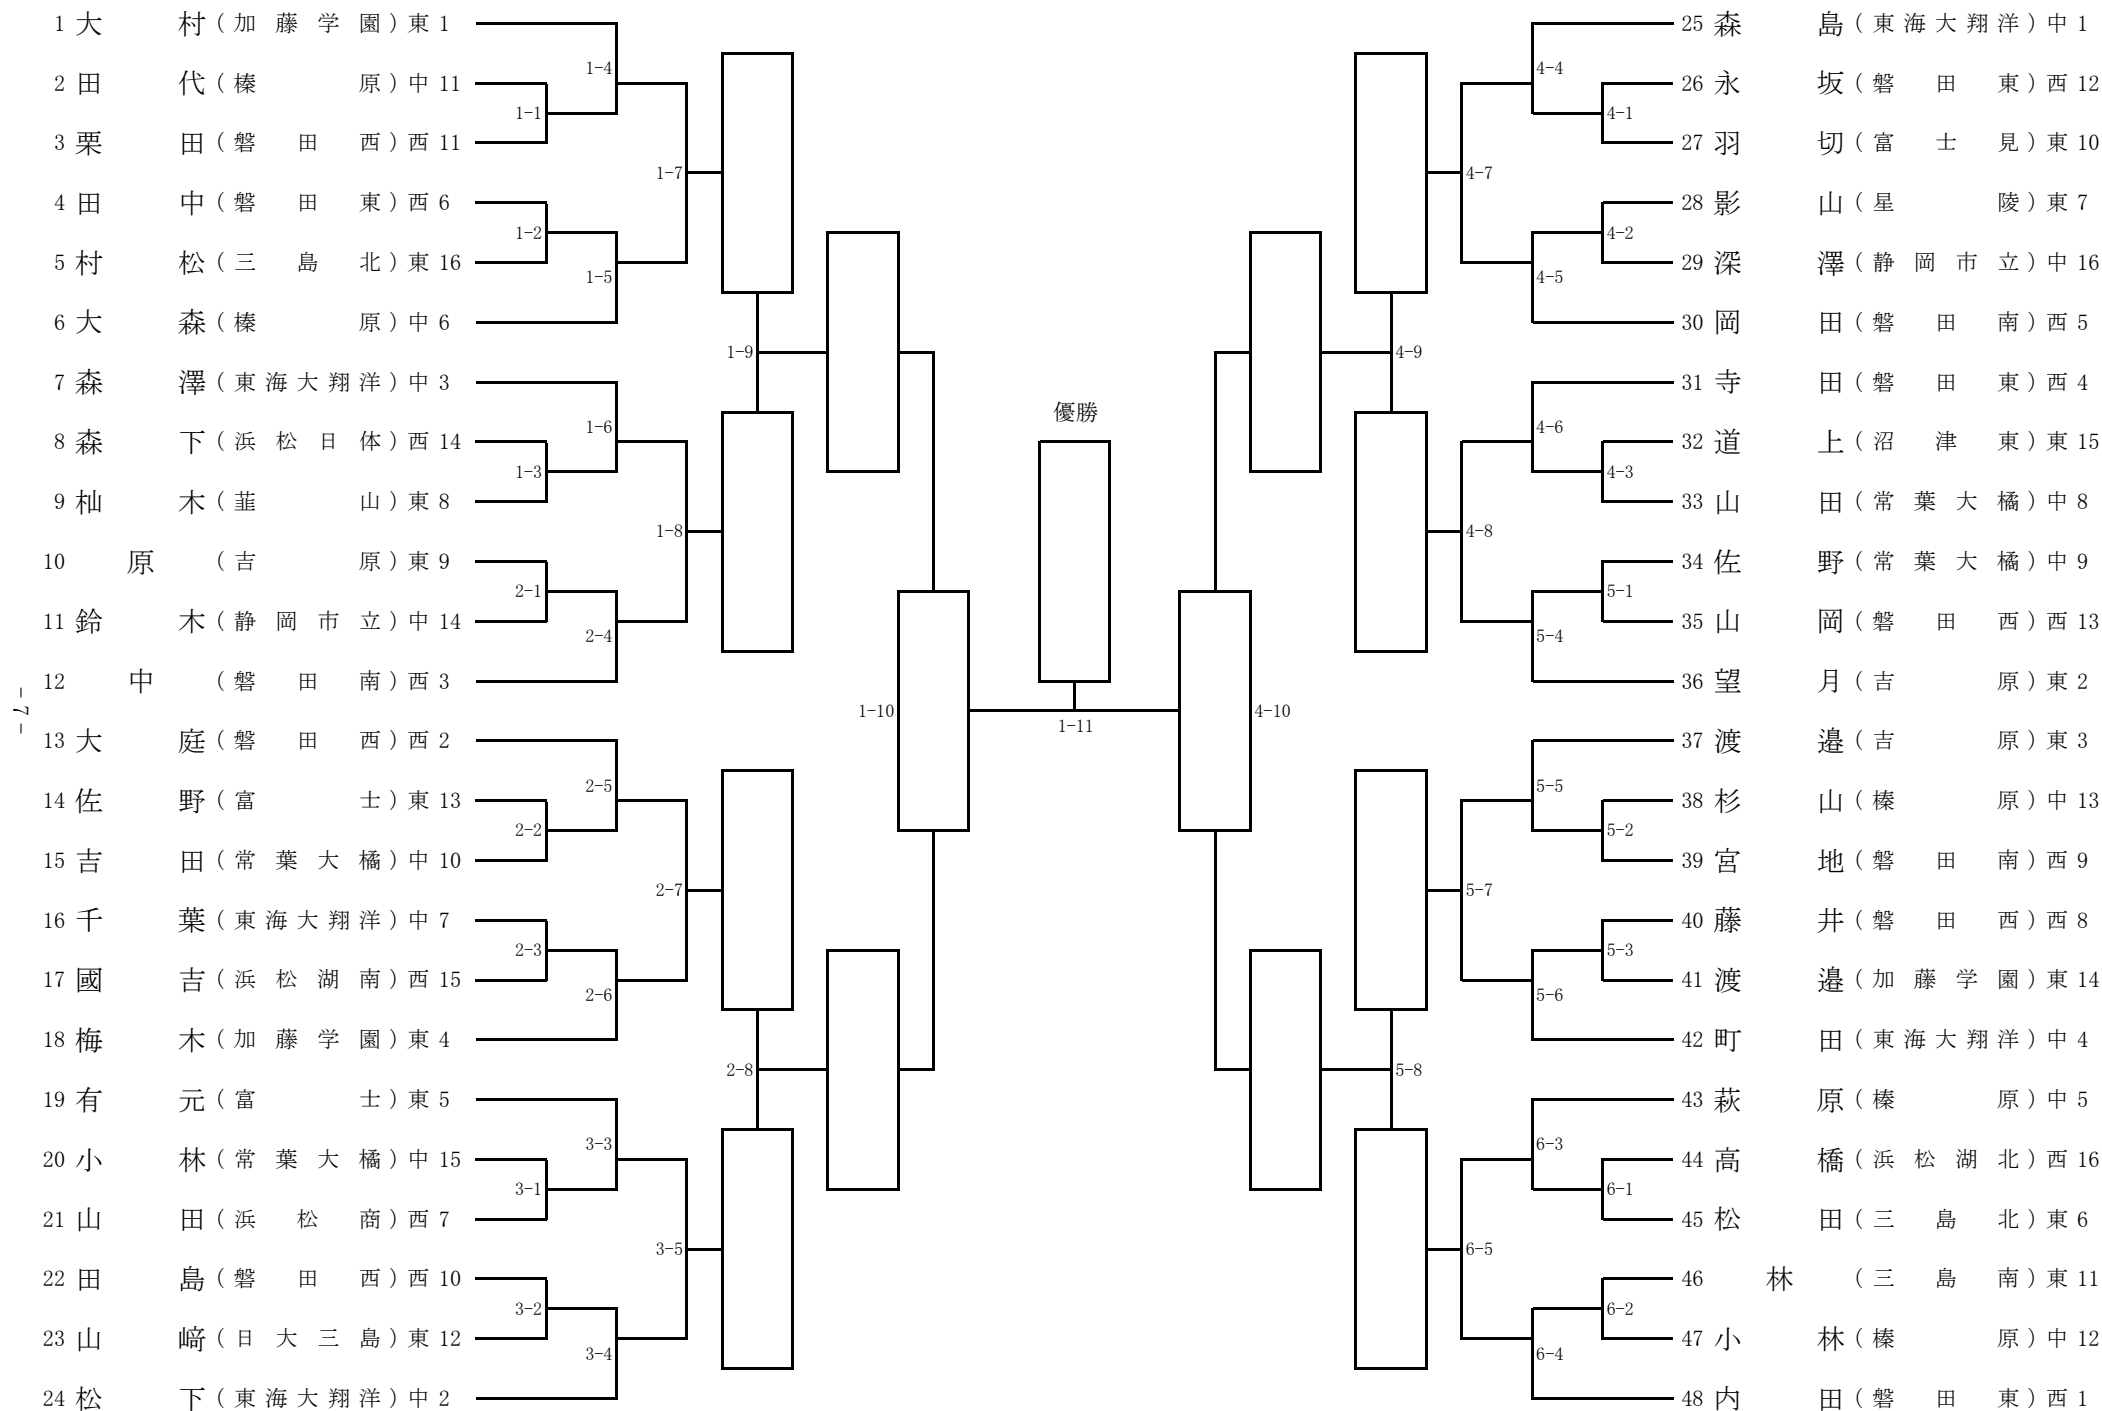 1 大 村 ( 加 藤 学 園 ) 東 1
2 田 代 ( 榛 原 ) 中 11
3 栗 田 ( 磐 田 西 ) 西 11
4 田 中 ( 磐 田 東 ) 西 6
5 村 松 ( 三 島 北 ) 東 16
6 大 森 ( 榛 原 ) 中 6
7 森 澤 ( 東 海 大 翔 洋 ) 中 3
8 森 下 ( 浜 松 日 体 ) 西 14
9 杣 木 ( 韮 山 ) 東 8
10 原 ( 吉 原 ) 東 9
11 鈴 木 ( 静 岡 市 立 ) 中 14
12 中 ( 磐 田 南 ) 西 3
13 大 庭 ( 磐 田 西 ) 西 2
14 佐 野 ( 富 士 ) 東 13
15 吉 田 ( 常 葉 大 橘 ) 中 10
16 千 葉 ( 東 海 大 翔 洋 ) 中 7
17 國 吉 ( 浜 松 湖 南 ) 西 15
18 梅 木 ( 加 藤 学 園 ) 東 4
19 有 元 ( 富 士 ) 東 5
20 小 林 ( 常 葉 大 橘 ) 中 15
21 山 田 ( 浜 松 商 ) 西 7
22 田 島 ( 磐 田 西 ) 西 10
23 山 﨑 ( 日 大 三 島 ) 東 12
24 松 下 ( 東 海 大 翔 洋 ) 中 2
1-4
1-1
1-7
1-2
1-5
1-9
1-6
1-3
1-8
2-1
2-4
1-10
2-5
2-2
2-7
2-3
2-6
2-8
3-3
3-1
3-5
3-2
3-4
優勝
1-11
4-4
4-1
4-7
4-2
4-5
4-9
4-6
4-3
4-8
5-1
5-4
4-10
5-5
5-2
5-7
5-3
5-6
5-8
6-3
6-1
6-5
6-2
6-4
25 森 島 ( 東 海 大 翔 洋 ) 中 1
26 永 坂 ( 磐 田 東 ) 西 12
27 羽 切 ( 富 士 見 ) 東 10
28 影 山 ( 星 陵 ) 東 7
29 深 澤 ( 静 岡 市 立 ) 中 16
30 岡 田 ( 磐 田 南 ) 西 5
31 寺 田 ( 磐 田 東 ) 西 4
32 道 上 ( 沼 津 東 ) 東 15
33 山 田 ( 常 葉 大 橘 ) 中 8
34 佐 野 ( 常 葉 大 橘 ) 中 9
35 山 岡 ( 磐 田 西 ) 西 13
36 望 月 ( 吉 原 ) 東 2
37 渡 邉 ( 吉 原 ) 東 3
38 杉 山 ( 榛 原 ) 中 13
39 宮 地 ( 磐 田 南 ) 西 9
40 藤 井 ( 磐 田 西 ) 西 8
41 渡 邉 ( 加 藤 学 園 ) 東 14
42 町 田 ( 東 海 大 翔 洋 ) 中 4
43 萩 原 ( 榛 原 ) 中 5
44 高 橋 ( 浜 松 湖 北 ) 西 16
45 松 田 ( 三 島 北 ) 東 6
46 林 ( 三 島 南 ) 東 11
47 小 林 ( 榛 原 ) 中 12
48 内 田 ( 磐 田 東 ) 西 1
- 7 -